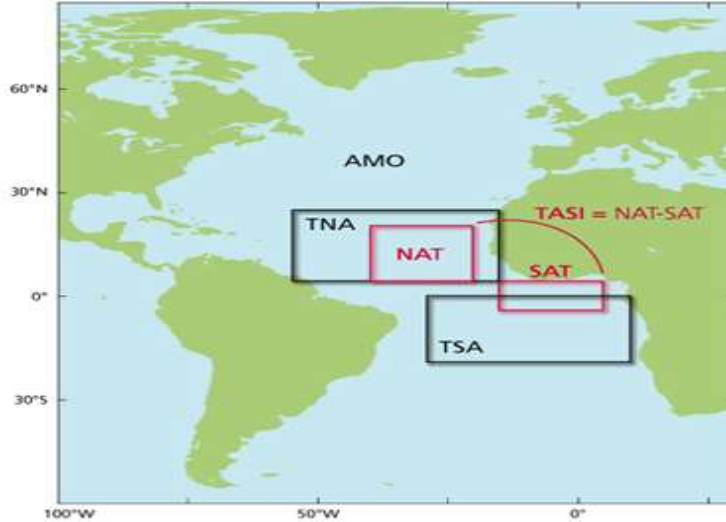 60°N
AMO
30°N
TNA
TASI = NAT-SAT
NAT
SAT
0°
TSA
30°S
100°W
50°W
0°